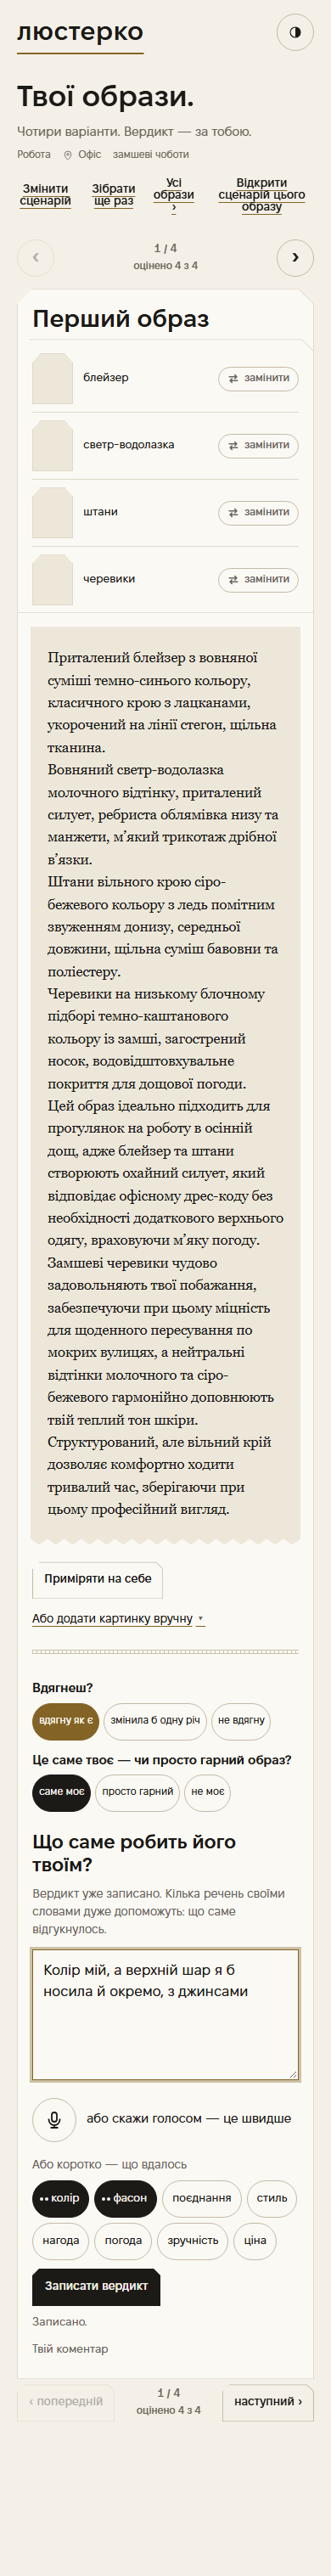 люстерко
Твої образи.
Чотири варіанти. Вердикт — за тобою.
Робота Офіс замшеві чоботи
Змінити сценарій
Зібрати ще раз
Усі образи ›
Відкрити сценарій цього образу
‹
1 / 4
оцінено 4 з 4
›
Перший образ
блейзер замінити
светр-водолазка замінити
штани замінити
черевики замінити
Приталений блейзер з вовняної
суміші темно-синього кольору,
класичного крою з лацканами,
укорочений на лінії стегон, щільна
тканина.
Вовняний светр-водолазка
молочного відтінку, приталений
силует, ребриста облямівка низу та
манжети, м’який трикотаж дрібної
в’язки.
Штани вільного крою сіро-
бежевого кольору з ледь помітним
звуженням донизу, середньої
довжини, щільна суміш бавовни та
поліестеру.
Черевики на низькому блочному
підборі темно-каштанового
кольору із замші, загострений
носок, водовідштовхувальне
покриття для дощової погоди.
Цей образ ідеально підходить для
прогулянок на роботу в осінній
дощ, адже блейзер та штани
створюють охайний силует, який
відповідає офісному дрес-коду без
необхідності додаткового верхнього
одягу, враховуючи м’яку погоду.
Замшеві черевики чудово
задовольняють твої побажання,
забезпечуючи при цьому міцність
для щоденного пересування по
мокрих вулицях, а нейтральні
відтінки молочного та сіро-
бежевого гармонійно доповнюють
твій теплий тон шкіри.
Структурований, але вільний крій
дозволяє комфортно ходити
тривалий час, зберігаючи при
цьому професійний вигляд.
Приміряти на себе
Або додати картинку вручну
Вдягнеш?
вдягну як є змінила б одну річ не вдягну
Це саме твоє — чи просто гарний образ?
саме моє просто гарний не моє
Що саме робить його
твоїм?
Вердикт уже записано. Кілька речень своїми
словами дуже допоможуть: що саме
відгукнулось.
Колір мій, а верхній шар я б
носила й окремо, з джинсами
або скажи голосом — це швидше
Або коротко — що вдалось
колір фасон поєднання стиль
нагода погода зручність ціна
Записати вердикт
Записано.
Твій коментар
‹ попередній
1 / 4
оцінено 4 з 4
наступний ›